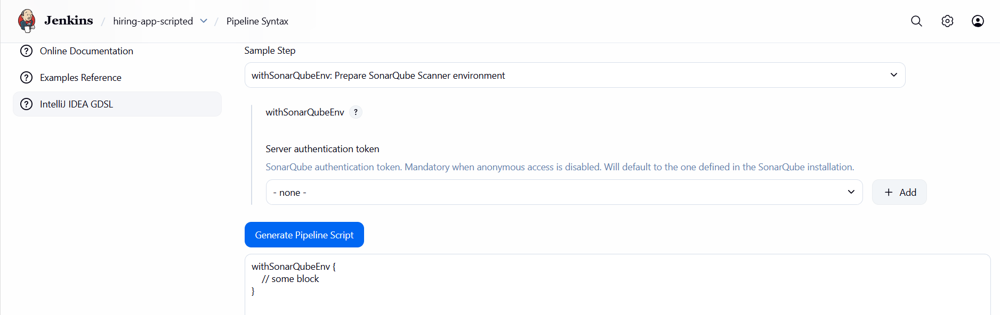 Jenkins / hiring-app-scripted / Pipeline Syntax
Online Documentation
Examples Reference
IntelliJ IDEA GDSL
Sample Step
withSonarQubeEnv: Prepare SonarQube Scanner environment
withSonarQubeEnv ?
Server authentication token
SonarQube authentication token. Mandatory when anonymous access is disabled. Will default to the one defined in the SonarQube installation.
- none -
+ Add
Generate Pipeline Script
withSonarQubeEnv {
    // some block
}